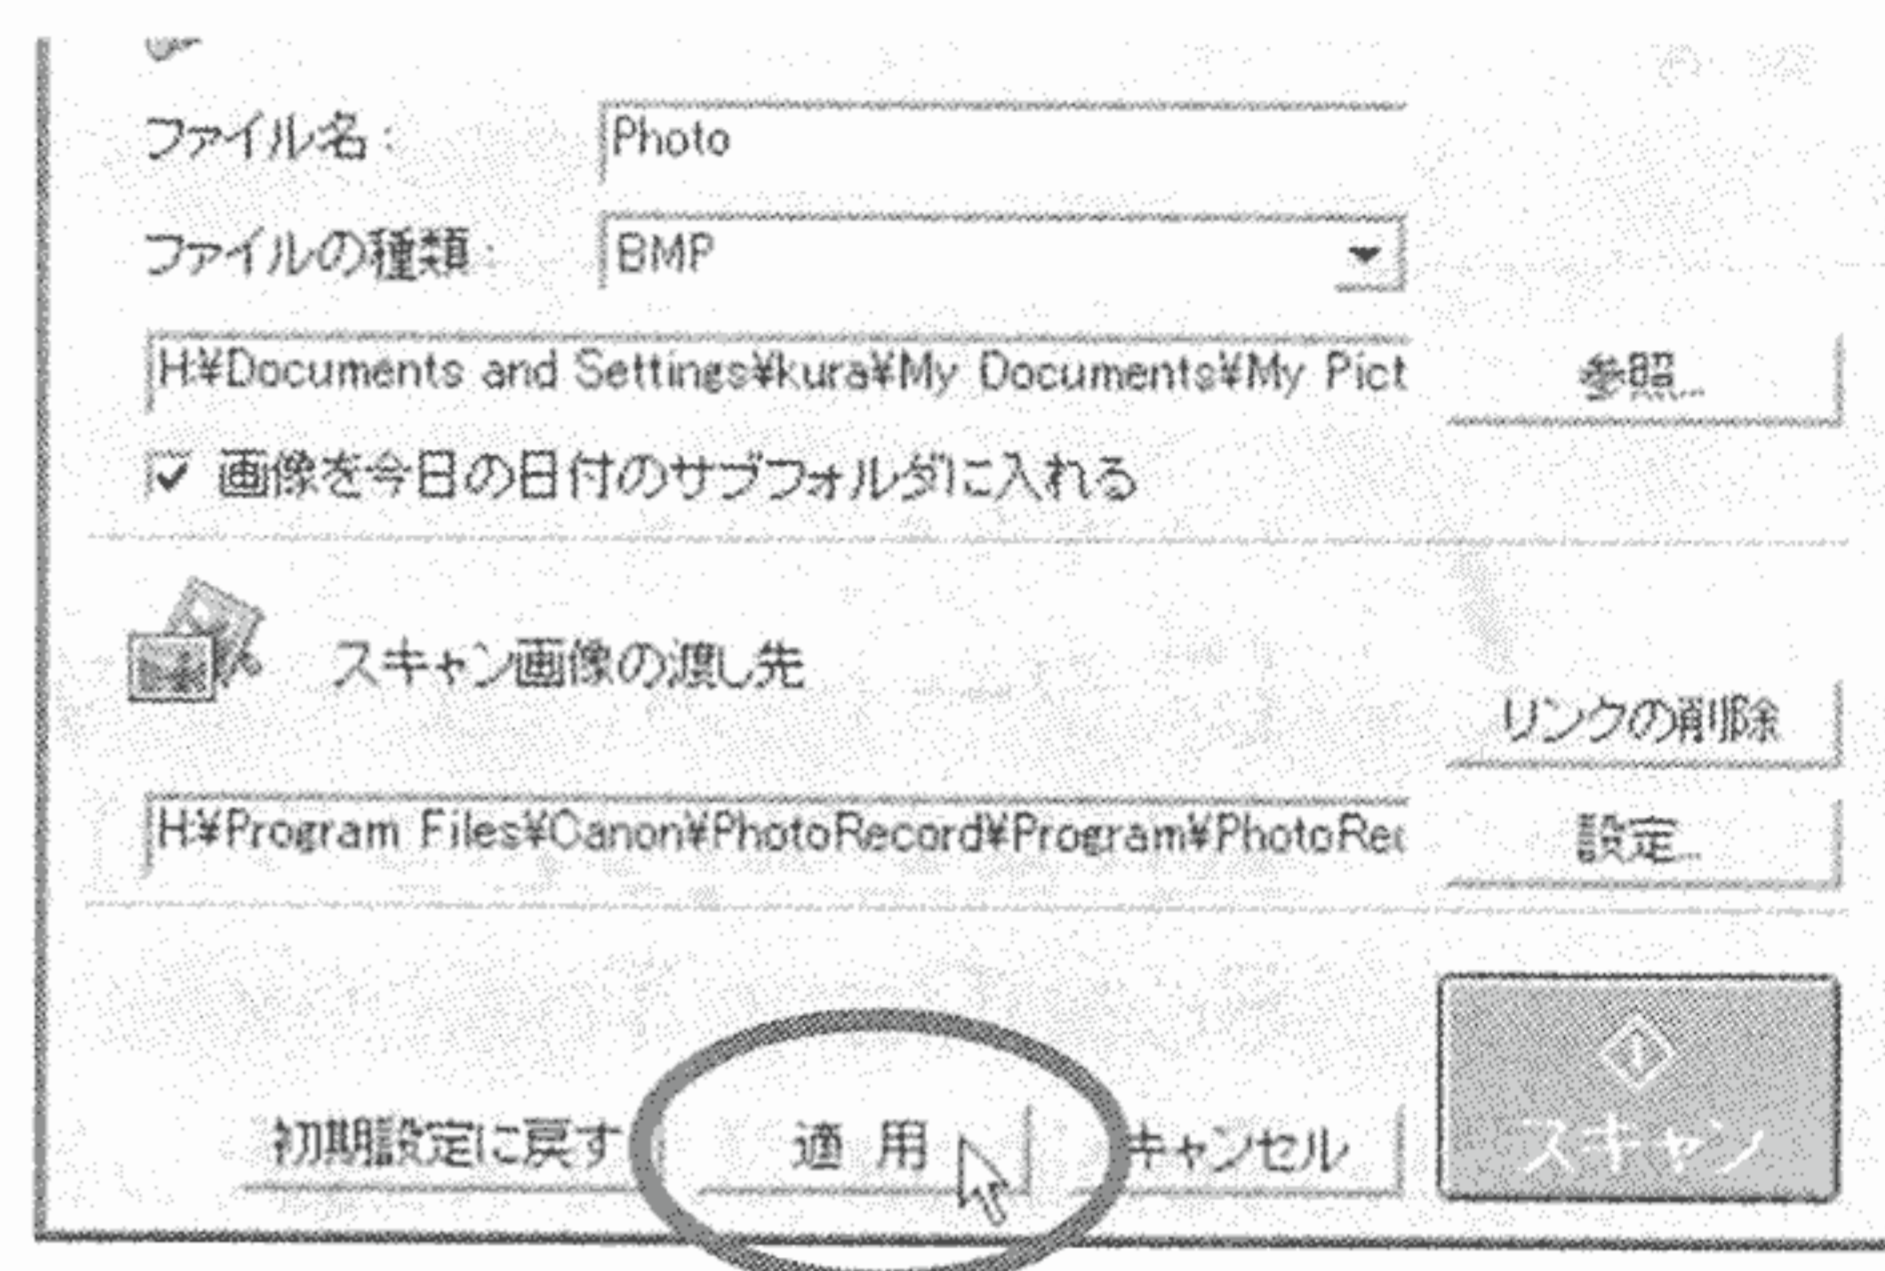 ファイル名: Photo
ファイルの種類: BMP
H:¥Documents and Settings¥kura¥My Documents¥My Pict
参照...
画像を今日の日付のサブフォルダに入れる
スキャン画像の渡し先
リンクの削除
H:¥Program Files¥Canon¥PhotoRecord¥Program¥PhotoRec
設定...
初期設定に戻す 適用 キャンセル スキャン